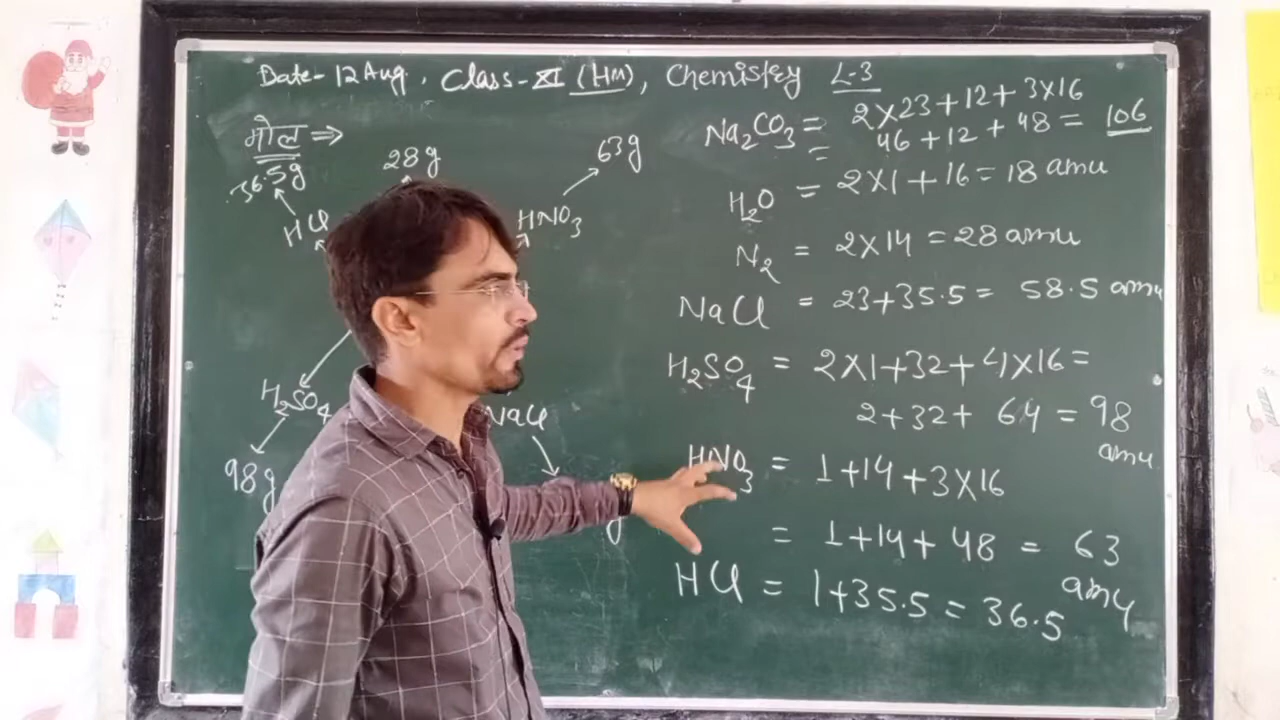 Date- 12 Aug, Class-XI (HM), Chemistry L-3
मोल ⇒
36.5g
28g
63g
HCl
HNO₃
H₂SO₄
98g
NaCl
g
Na₂CO₃ = 2×23+12+3×16
= 46+12+48 = 106
H₂O = 2×1+16 = 18 amu
N₂ = 2×14 = 28 amu
NaCl = 23+35.5 = 58.5 amu
H₂SO₄ = 2×1+32+4×16 =
2+32+ 64 = 98
amu
HNO₃ = 1+14+3×16
= 1+14+48 = 63
amu
HCl = 1+35.5 = 36.5